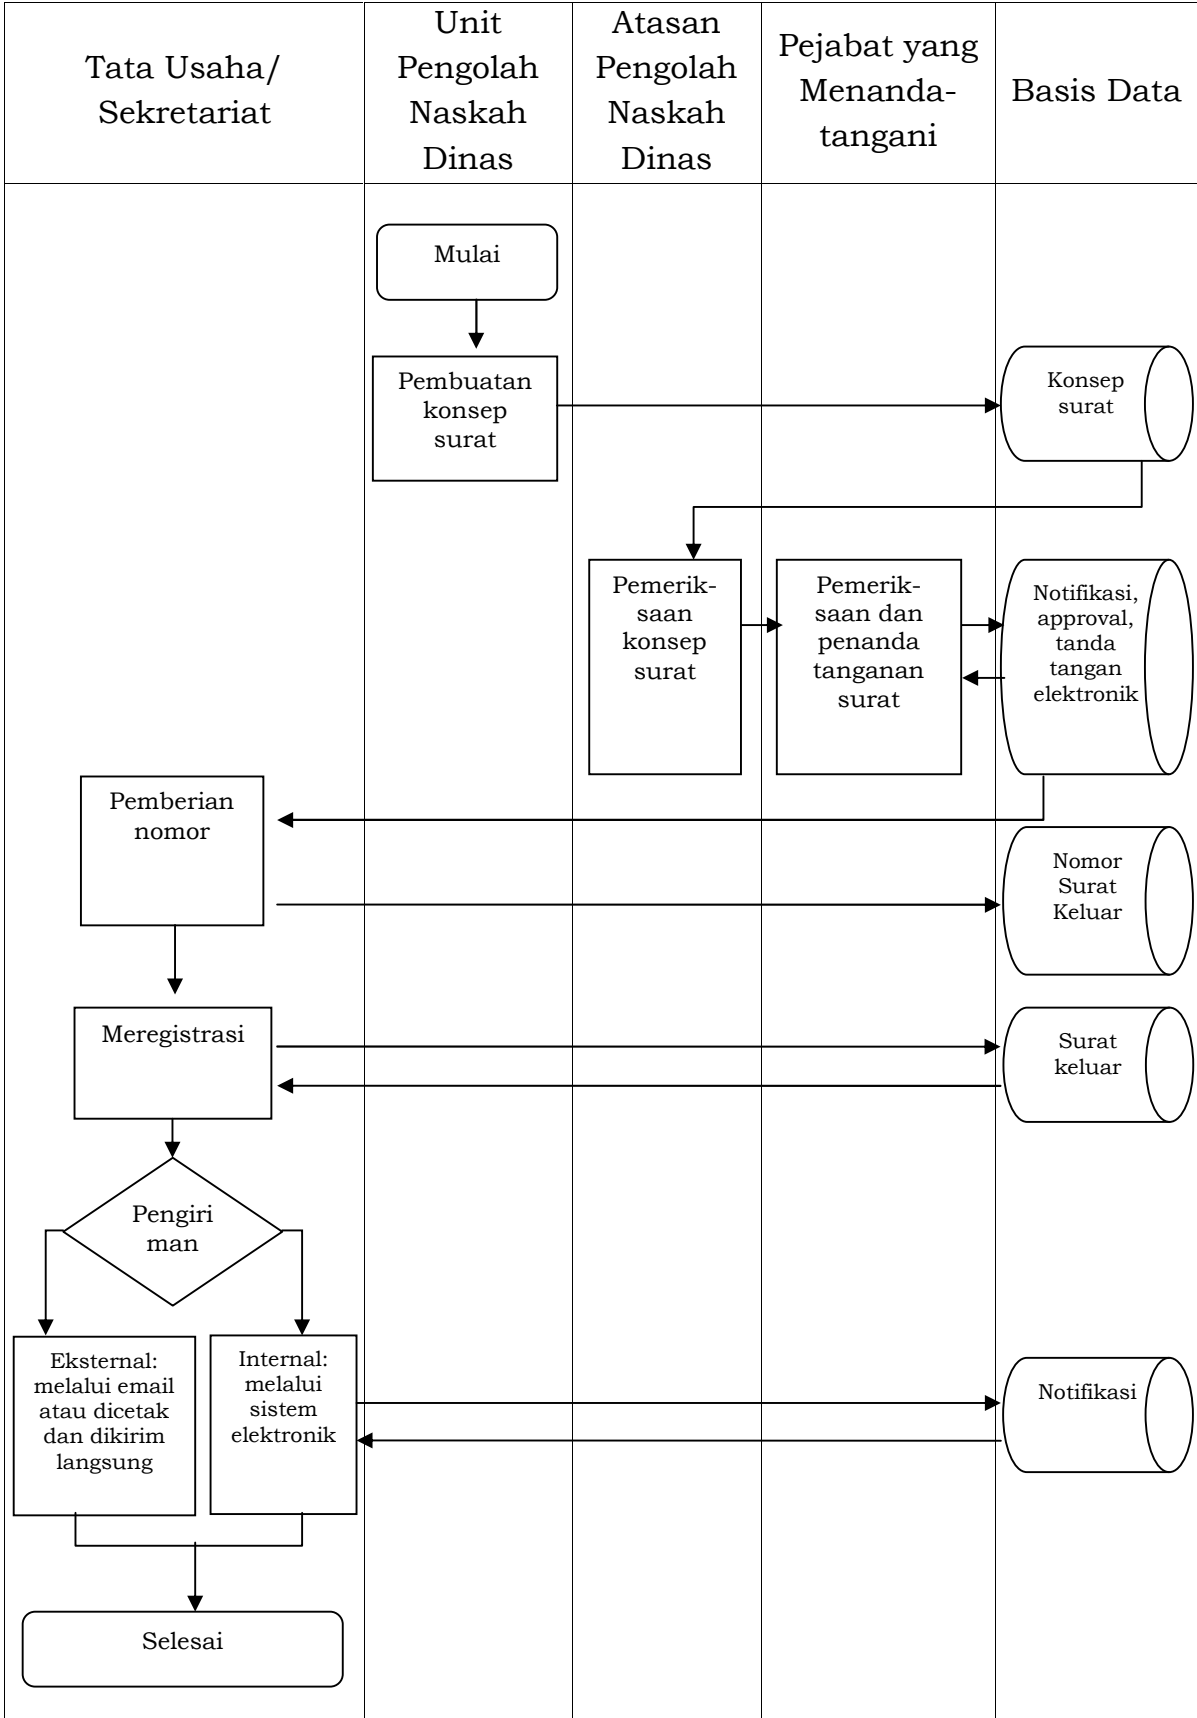 Tata Usaha/
Sekretariat
Unit
Pengolah
Naskah
Dinas
Atasan
Pengolah
Naskah
Dinas
Pejabat yang
Menanda-
tangani
Basis Data
Mulai
Pembuatan
konsep
surat
Konsep
surat
Pemerik-
saan
konsep
surat
Pemerik-
saan dan
penanda
tanganan
surat
Notifikasi,
approval,
tanda
tangan
elektronik
Pemberian
nomor
Nomor
Surat
Keluar
Meregistrasi
Surat
keluar
Pengiri
man
Eksternal:
melalui email
atau dicetak
dan dikirim
langsung
Internal:
melalui
sistem
elektronik
Notifikasi
Selesai